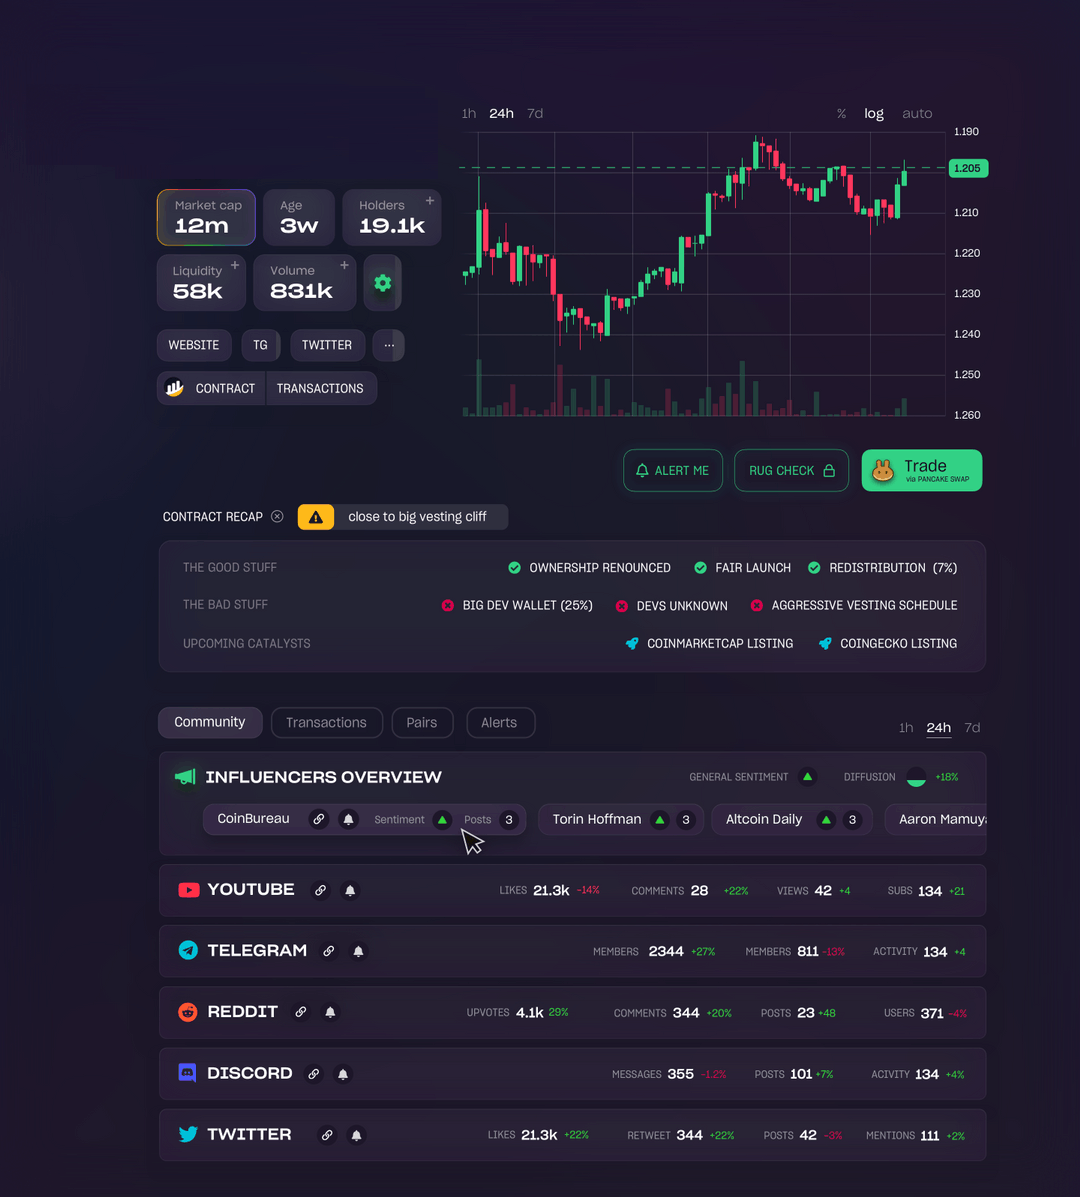 1h 24h 7d % log auto
1.190
1.205
1.210
1.220
1.230
1.240
1.250
1.260
Market cap
12m
Age
3w
Holders
19.1k
Liquidity
58k
Volume
831k
WEBSITE TG TWITTER ...
CONTRACT TRANSACTIONS
ALERT ME RUG CHECK Trade
via PANCAKE SWAP
CONTRACT RECAP close to big vesting cliff
THE GOOD STUFF OWNERSHIP RENOUNCED FAIR LAUNCH REDISTRIBUTION (7%)
THE BAD STUFF BIG DEV WALLET (25%) DEVS UNKNOWN AGGRESSIVE VESTING SCHEDULE
UPCOMING CATALYSTS COINMARKETCAP LISTING COINGECKO LISTING
Community Transactions Pairs Alerts 1h 24h 7d
INFLUENCERS OVERVIEW GENERAL SENTIMENT DIFFUSION +18%
CoinBureau Sentiment Posts 3 Torin Hoffman 3 Altcoin Daily 3 Aaron Mamuya
YOUTUBE LIKES 21.3k -14% COMMENTS 28 +22% VIEWS 42 +4 SUBS 134 +21
TELEGRAM MEMBERS 2344 +27% MEMBERS 811 -13% ACTIVITY 134 +4
REDDIT UPVOTES 4.1k 29% COMMENTS 344 +20% POSTS 23 +48 USERS 371 -4%
DISCORD MESSAGES 355 -1.2% POSTS 101 +7% ACIVITY 134 +4%
TWITTER LIKES 21.3k +22% RETWEET 344 +22% POSTS 42 -3% MENTIONS 111 +2%